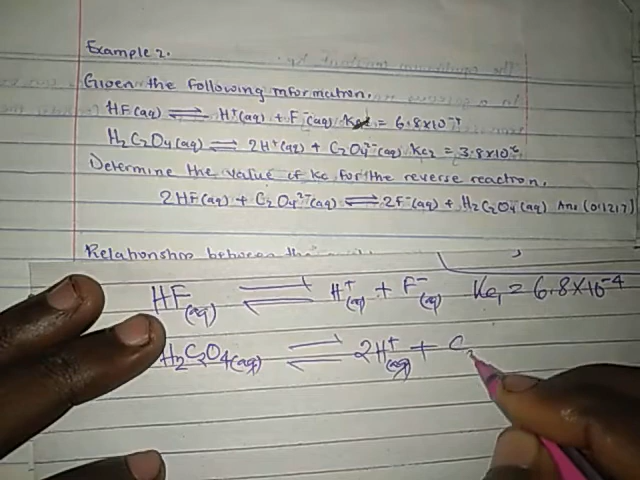 Example 2.
Given the following information.
HF(aq) ⇌ H⁺(aq) + F⁻(aq) Kc₁ = 6.8×10⁻⁴
H₂C₂O₄(aq) ⇌ 2H⁺(aq) + C₂O₄²⁻(aq) Kc₂ = 3.8×10⁻⁶
Determine the value of Kc for the reverse reaction.
2HF(aq) + C₂O₄²⁻(aq) ⇌ 2F⁻(aq) + H₂C₂O₄(aq) Ans (0.1217)
Relationship between the
HF(aq) ⇌ H⁺(aq) + F⁻(aq) Kc₁ = 6.8×10⁻⁴
H₂C₂O₄(aq) ⇌ 2H⁺(aq) + C₂